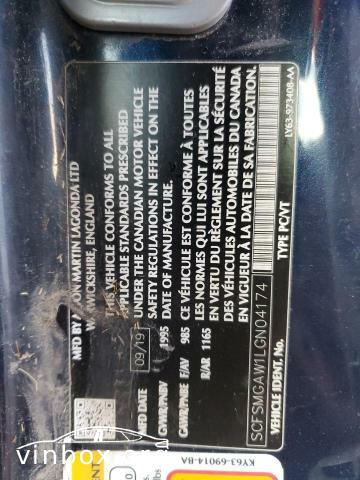 MFD BY ASTON MARTIN LAGONDA LTD
WARWICKSHIRE, ENGLAND
THIS VEHICLE CONFORMS TO ALL
APPLICABLE STANDARDS PRESCRIBED
UNDER THE CANADIAN MOTOR VEHICLE
SAFETY REGULATIONS IN EFFECT ON THE
DATE OF MANUFACTURE.
CE VÉHICULE EST CONFORME À TOUTES
LES NORMES QUI LUI SONT APPLICABLES
EN VERTU DU RÈGLEMENT SUR LA SÉCURITÉ
DES VÉHICULES AUTOMOBILES DU CANADA
EN VIGUEUR À LA DATE DE SA FABRICATION.
MFD DATE 09/19
GVWR/PNBV 1995
GAWR/PNBE F/AV 985
R/AR 1165
SCFSMGAW1LGN04174
VEHICLE IDENT. No. TYPE PC/VT
LY63-973408-AA
KY63-69014-BA
vinbox.org